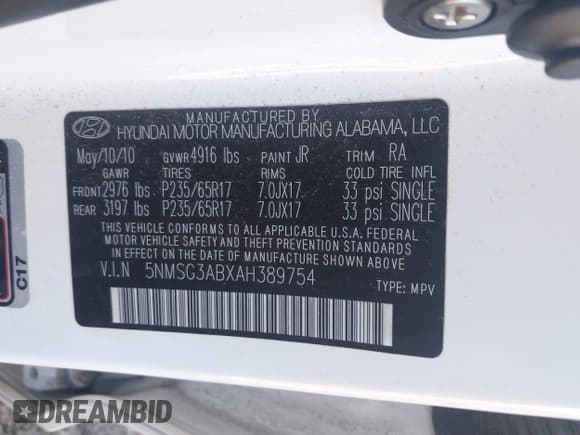 MANUFACTURED BY
HYUNDAI MOTOR MANUFACTURING ALABAMA, LLC
May/10/10 GVWR 4916 lbs PAINT JR TRIM RA
GAWR TIRES RIMS COLD TIRE INFL
FRONT 2976 lbs P235/65R17 7.0JX17 33 psi SINGLE
REAR 3197 lbs P235/65R17 7.0JX17 33 psi SINGLE
THIS VEHICLE CONFORMS TO ALL APPLICABLE U.S.A. FEDERAL
MOTOR VEHICLE SAFETY, BUMPER, AND THEFT PREVENTION
STANDARDS IN EFFECT ON THE DATE OF MANUFACTURE SHOWN ABOVE
V.I.N 5NMSG3ABXAH389754
TYPE: MPV
C17
DREAMBID